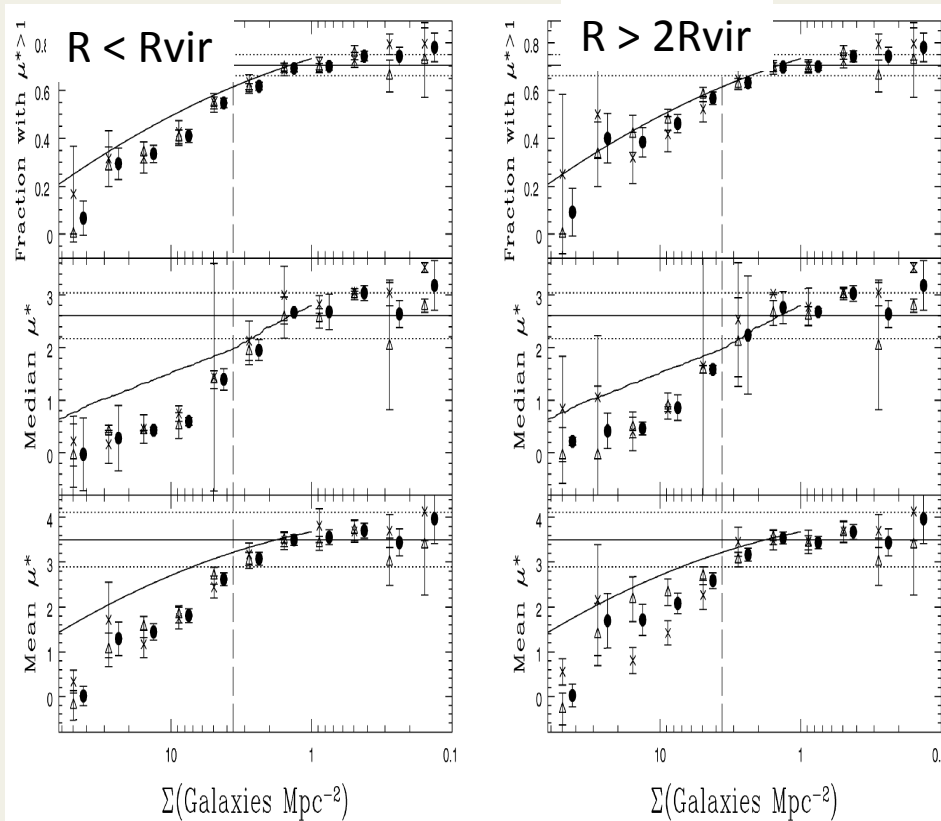 R < Rvir
R > 2Rvir
Fraction with μ*>1
0.8
0.6
0.4
0.2
0
Median μ*
3
2
1
0
Mean μ*
4
3
2
1
0
10 1 0.1
Σ(Galaxies Mpc⁻²)
Fraction with μ*>1
0.8
0.6
0.4
0.2
0
Median μ*
3
2
1
0
Mean μ*
4
3
2
1
0
10 1 0.1
Σ(Galaxies Mpc⁻²)